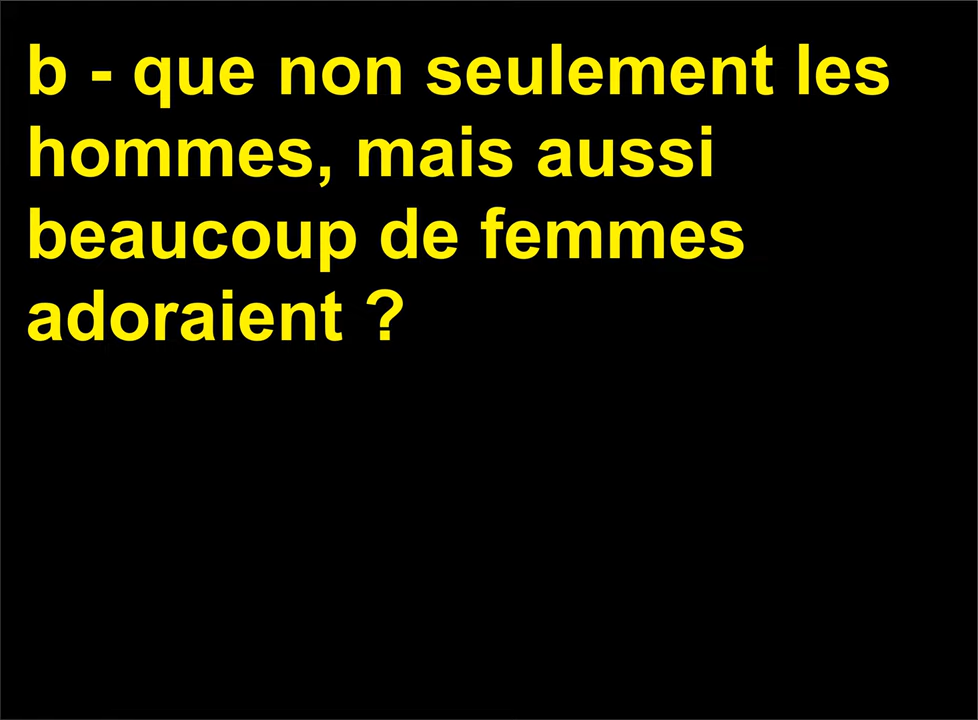 b - que non seulement les
hommes, mais aussi
beaucoup de femmes
adoraient ?